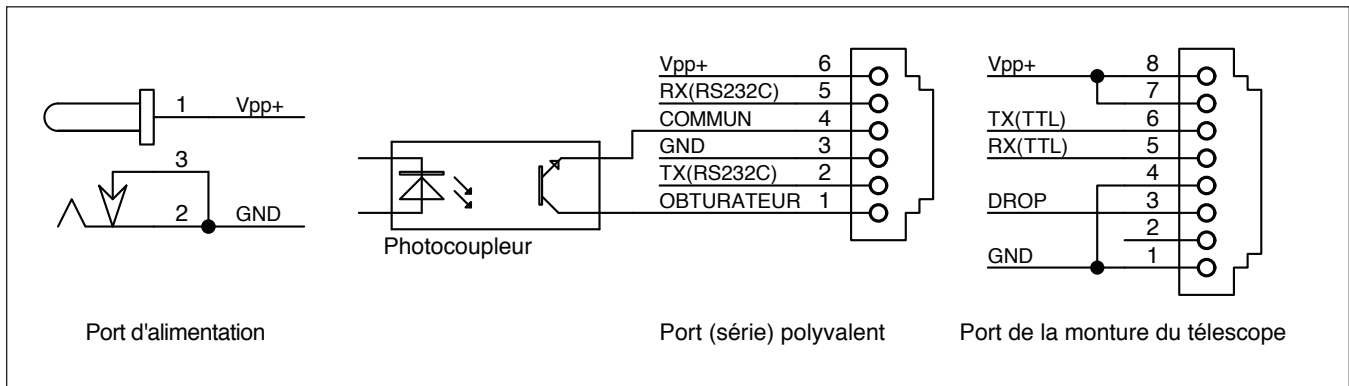 1 Vpp+
3
2 GND
Port d'alimentation
Photocoupleur
Vpp+ 6
RX(RS232C) 5
COMMUN 4
GND 3
TX(RS232C) 2
OBTURATEUR 1
Port (série) polyvalent
Vpp+ 8
7
TX(TTL) 6
RX(TTL) 5
4
DROP 3
2
GND 1
Port de la monture du télescope